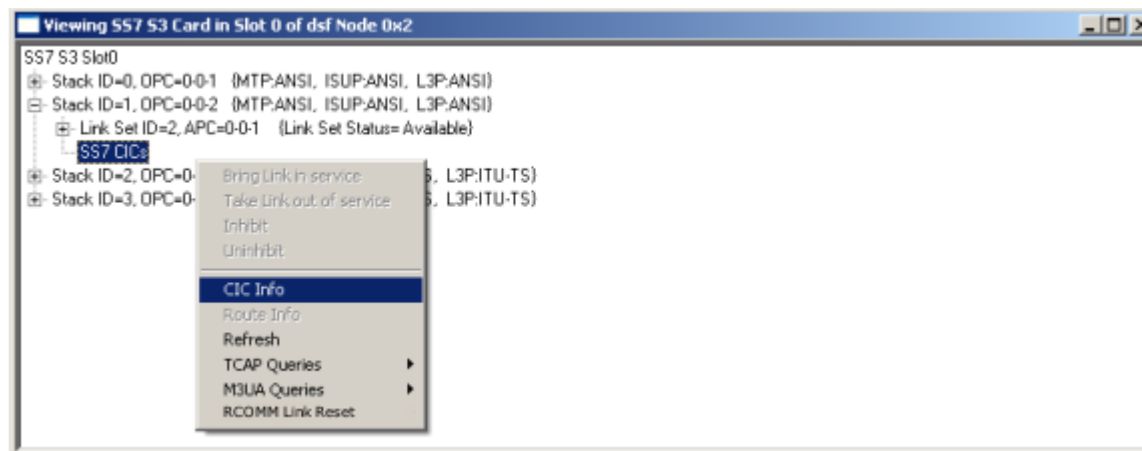 Viewing SS7 S3 Card in Slot 0 of dsf Node 0x2
SS7 S3 Slot0
Stack ID=0, OPC=0-0-1 {MTP:ANSI, ISUP:ANSI, L3P:ANSI}
Stack ID=1, OPC=0-0-2 {MTP:ANSI, ISUP:ANSI, L3P:ANSI}
Link Set ID=2, APC=0-0-1 {Link Set Status= Available}
SS7 CICs
Stack ID=2, OPC=0- S, L3P:ITU-TS}
Stack ID=3, OPC=0- S, L3P:ITU-TS}
Bring Link in service
Take Link out of service
Inhibit
Uninhibit
CIC Info
Route Info
Refresh
TCAP Queries
M3UA Queries
RCOMM Link Reset